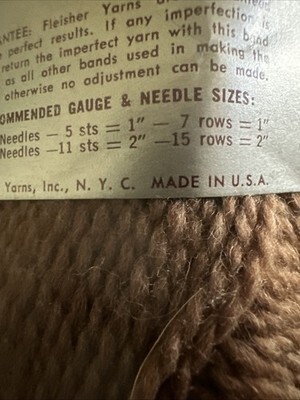 ANTEE: Fleisher Yarns
perfect results. If any imperfection is
return the imperfect yarn with this band
as all other bands used in making the
otherwise no adjustment can be made.
OMMENDED GAUGE & NEEDLE SIZES:
Needles — 5 sts = 1" — 7 rows = 1"
Needles —11 sts = 2" —15 rows = 2"
Yarns, Inc., N. Y. C. MADE IN U.S.A.